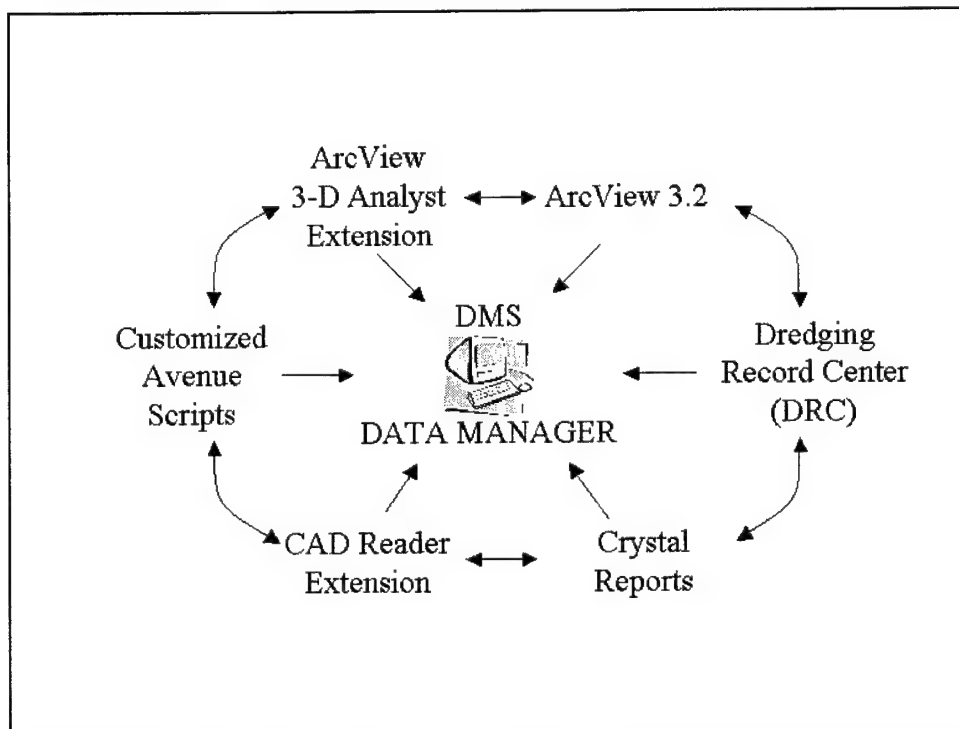 ArcView
3-D Analyst
Extension
ArcView 3.2
Customized
Avenue
Scripts
DMS
DATA MANAGER
Dredging
Record Center
(DRC)
CAD Reader
Extension
Crystal
Reports